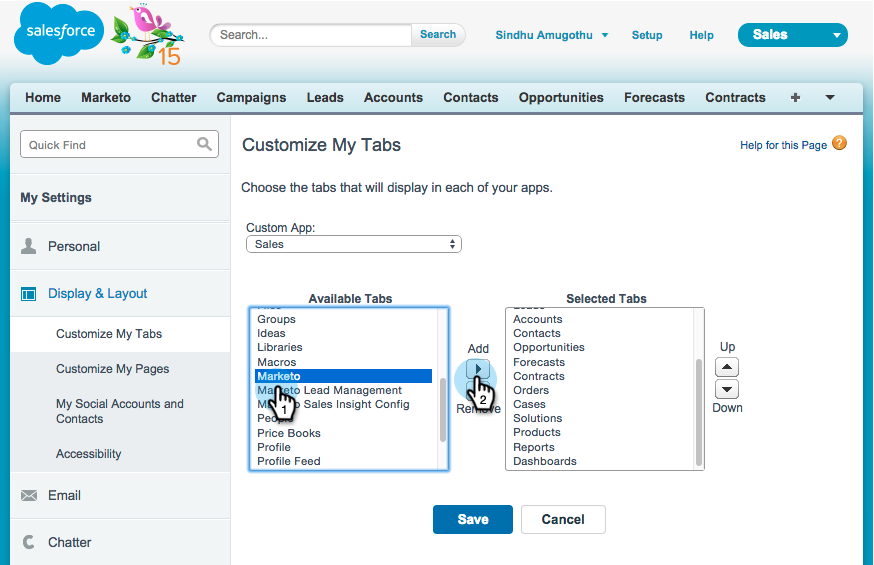 salesforce
15
Search...
Search
Sindhu Amugothu
Setup
Help
Sales
Home Marketo Chatter Campaigns Leads Accounts Contacts Opportunities Forecasts Contracts +
Quick Find
My Settings
Personal
Display & Layout
Customize My Tabs
Customize My Pages
My Social Accounts and
Contacts
Accessibility
Email
Chatter
Customize My Tabs
Help for this Page ?
Choose the tabs that will display in each of your apps.
Custom App:
Sales
Available Tabs
Groups
Ideas
Libraries
Macros
Marketo
Marketo Lead Management
Marketo Sales Insight Config
People
Price Books
Profile
Profile Feed
1
Add
2
Remove
Selected Tabs
Accounts
Contacts
Opportunities
Forecasts
Contracts
Orders
Cases
Solutions
Products
Reports
Dashboards
Up
Down
Save
Cancel